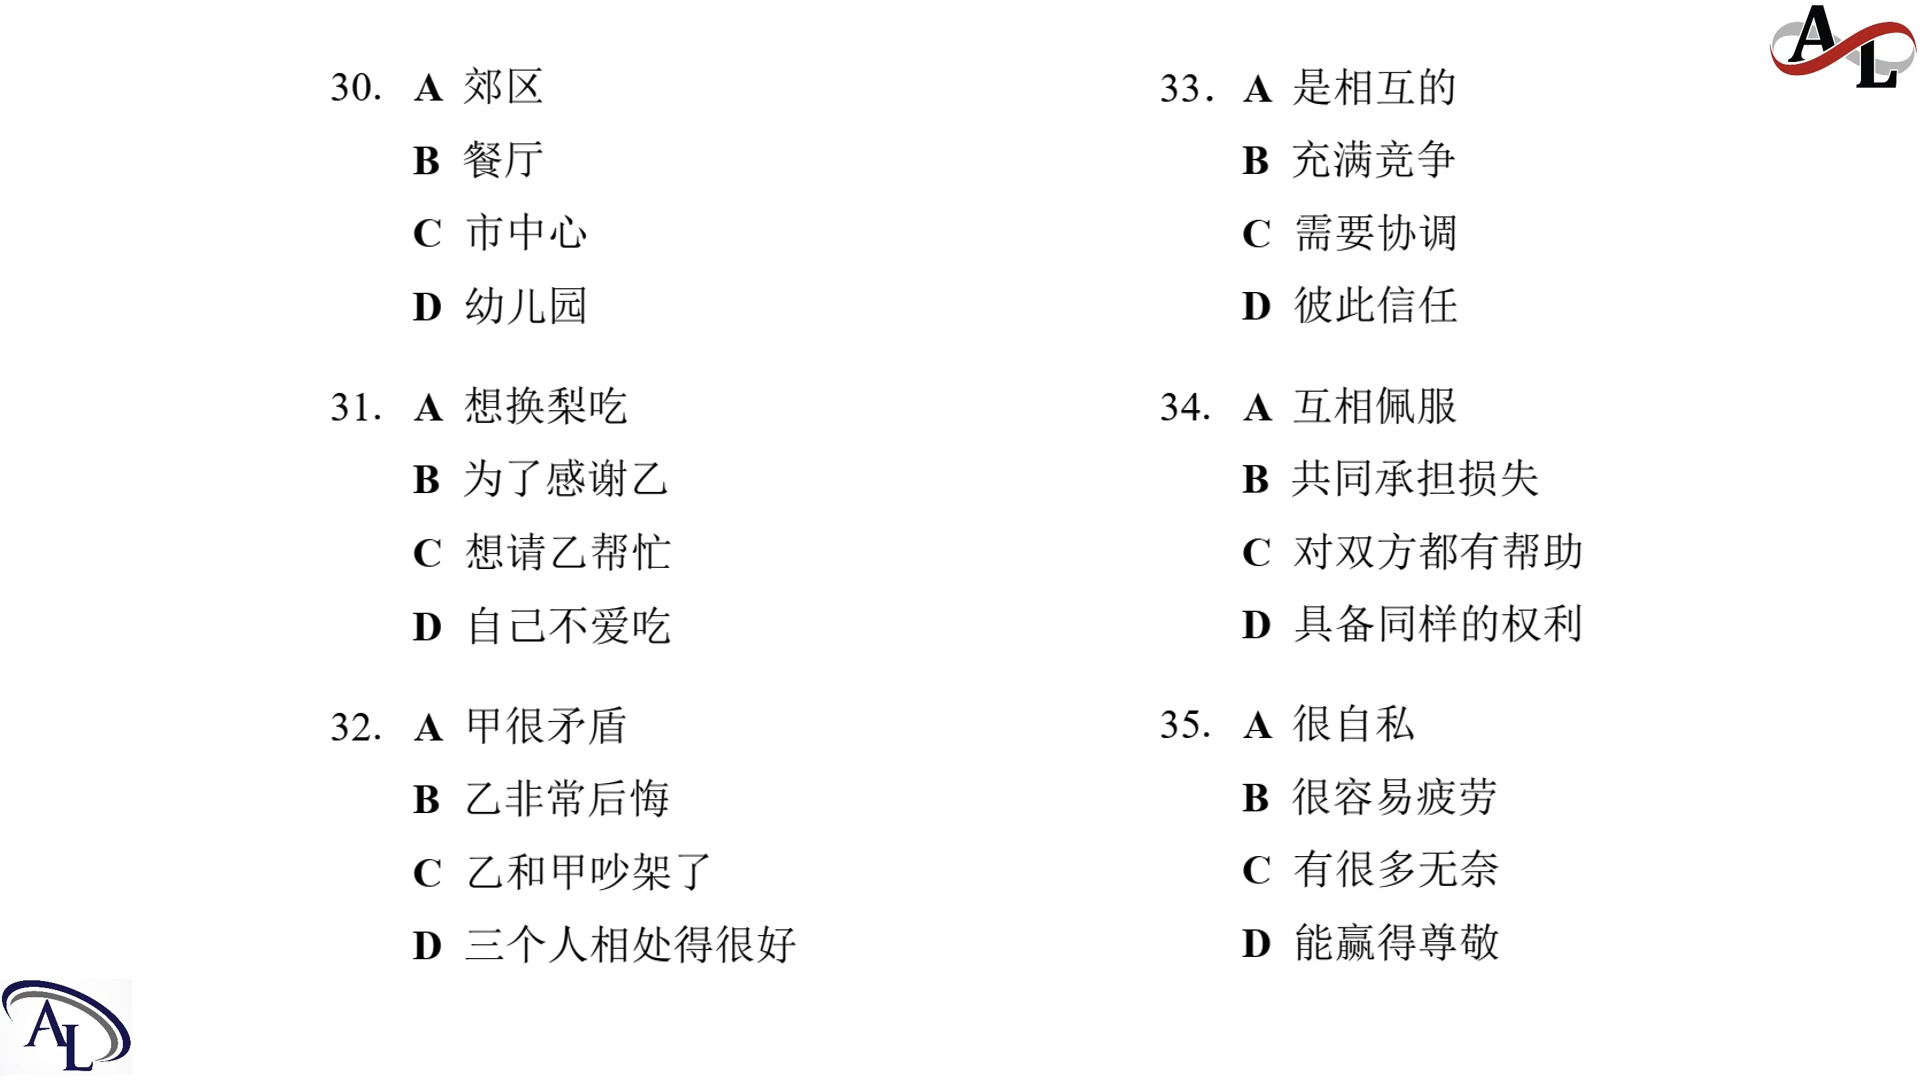 30. A 郊区
B 餐厅
C 市中心
D 幼儿园
31. A 想换梨吃
B 为了感谢乙
C 想请乙帮忙
D 自己不爱吃
32. A 甲很矛盾
B 乙非常后悔
C 乙和甲吵架了
D 三个人相处得很好
33. A 是相互的
B 充满竞争
C 需要协调
D 彼此信任
34. A 互相佩服
B 共同承担损失
C 对双方都有帮助
D 具备同样的权利
35. A 很自私
B 很容易疲劳
C 有很多无奈
D 能赢得尊敬
AL
AL